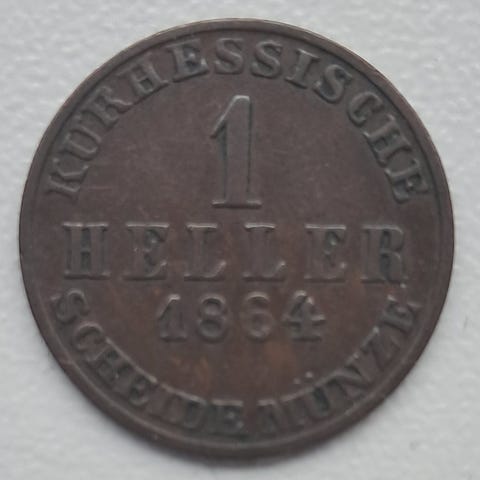 KURHESSISCHE
1
HELLER
1864
SCHEIDE MÜNZE